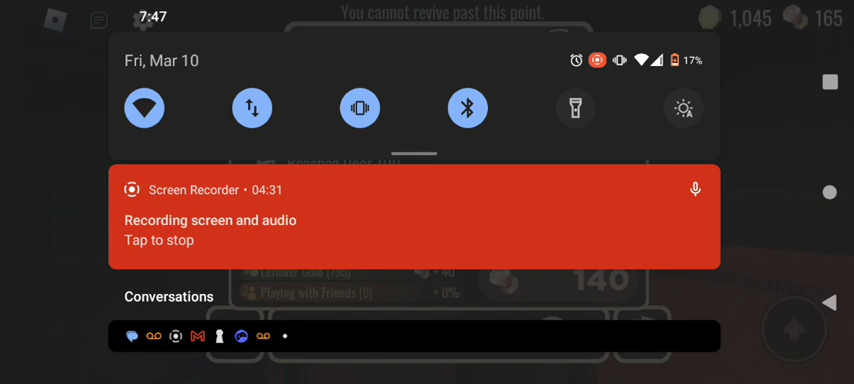 7:47
You cannot revive past this point.
1,045
165
Fri, Mar 10
17%
Screen Recorder • 04:31
Recording screen and audio
Tap to stop
Leftover Gold (795)
+ 40
Playing with Friends (0)
+ 0%
140
Conversations